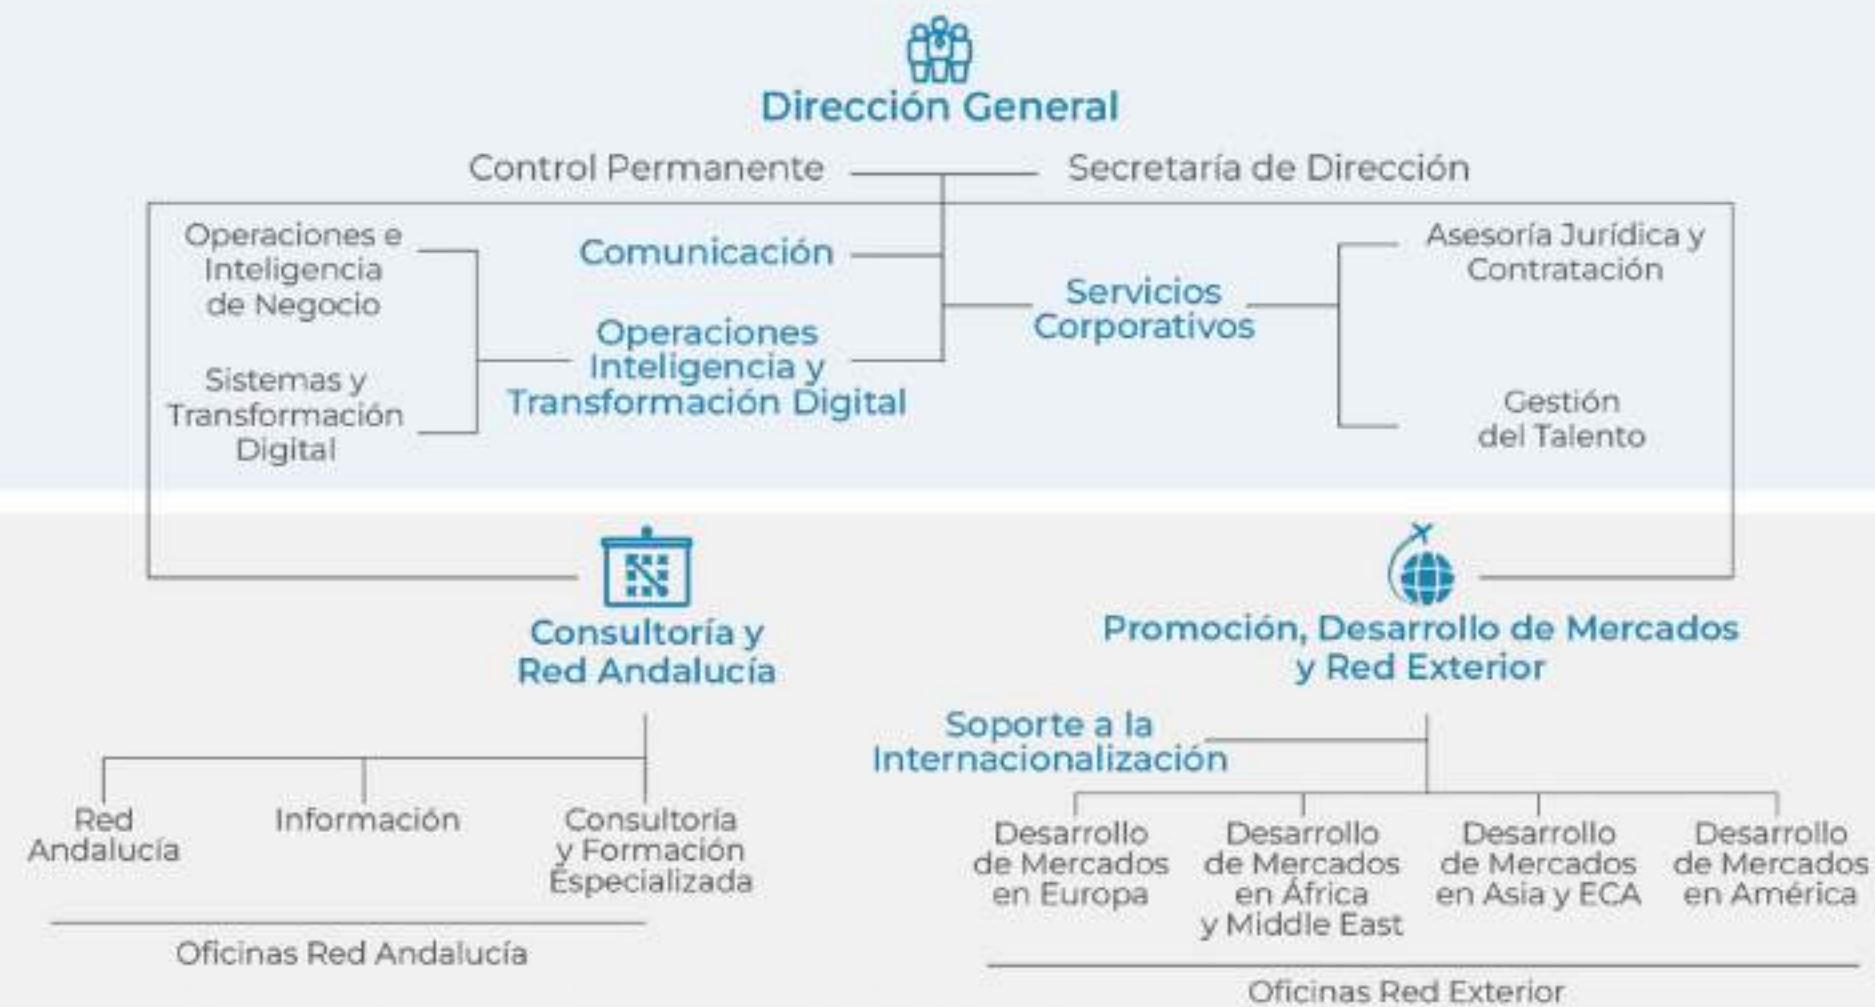 Dirección General
Control Permanente
Secretaría de Dirección
Operaciones e
Inteligencia
de Negocio
Sistemas y
Transformación
Digital
Comunicación
Operaciones
Inteligencia y
Transformación Digital
Servicios
Corporativos
Asesoría Jurídica y
Contratación
Gestión
del Talento
Consultoría y
Red Andalucía
Red
Andalucía
Información
Consultoría
y Formación
Especializada
Oficinas Red Andalucía
Promoción, Desarrollo de Mercados
y Red Exterior
Soporte a la
Internacionalización
Desarrollo
de Mercados
en Europa
Desarrollo
de Mercados
en África
y Middle East
Desarrollo
de Mercados
en Asia y ECA
Desarrollo
de Mercados
en América
Oficinas Red Exterior